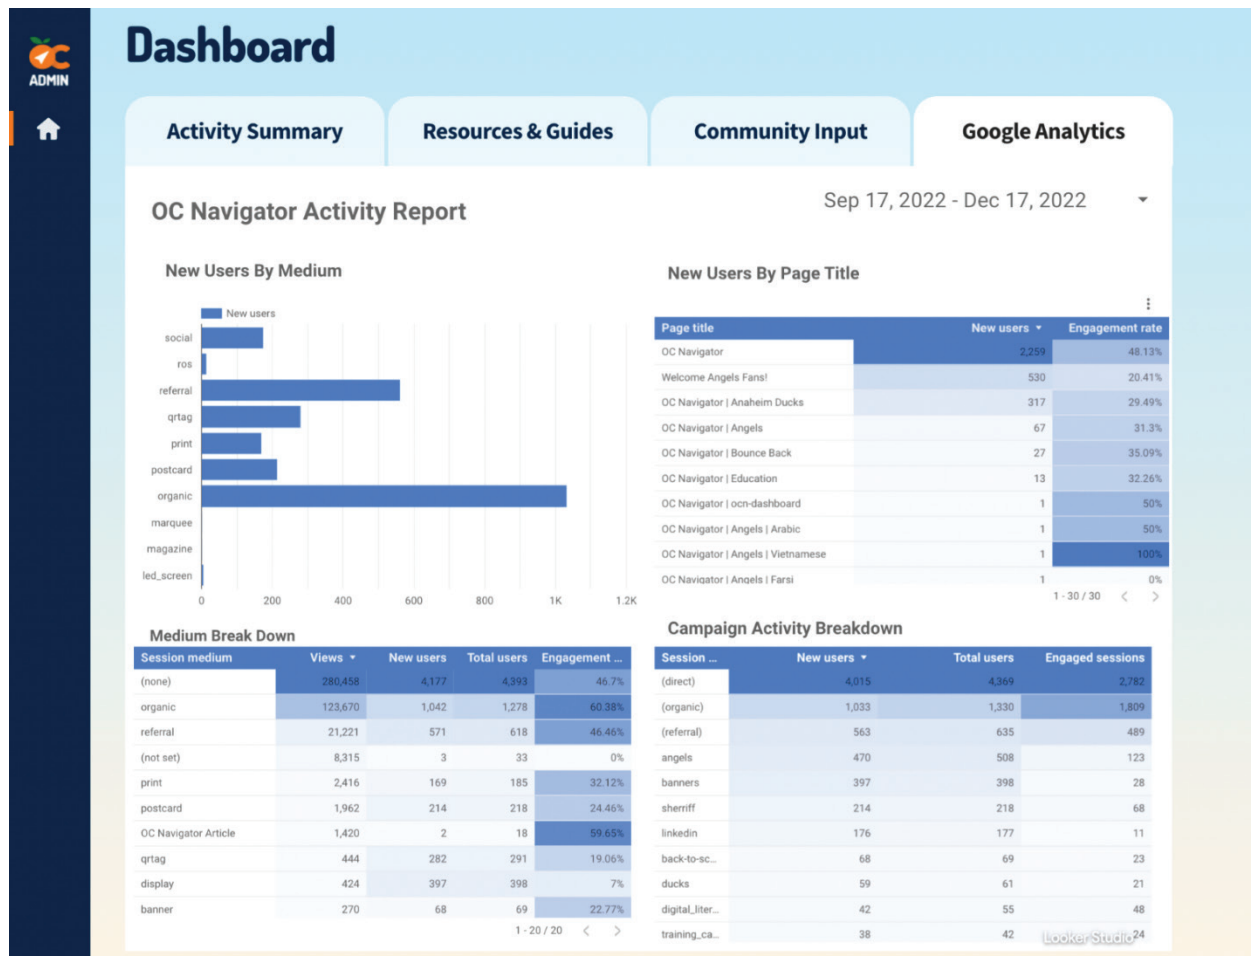 Dashboard
OC
ADMIN
Activity Summary
Resources & Guides
Community Input
Google Analytics
OC Navigator Activity Report
Sep 17, 2022 - Dec 17, 2022
New Users By Medium
New users
social
ros
referral
qrtag
print
postcard
organic
marquee
magazine
led_screen
0 200 400 600 800 1K 1.2K
New Users By Page Title
Page title New users Engagement rate
OC Navigator 2,259 48.13%
Welcome Angels Fans! 530 20.41%
OC Navigator | Anaheim Ducks 317 29.49%
OC Navigator | Angels 67 31.3%
OC Navigator | Bounce Back 27 35.09%
OC Navigator | Education 13 32.26%
OC Navigator | ocn-dashboard 1 50%
OC Navigator | Angels | Arabic 1 50%
OC Navigator | Angels | Vietnamese 1 100%
OC Navigator | Angels | Farsi 1 0%
1 - 30 / 30
Medium Break Down
Session medium Views New users Total users Engagement ...
(none) 280,458 4,177 4,393 46.7%
organic 123,670 1,042 1,278 60.38%
referral 21,221 571 618 46.46%
(not set) 8,315 3 33 0%
print 2,416 169 185 32.12%
postcard 1,962 214 218 24.46%
OC Navigator Article 1,420 2 18 59.65%
qrtag 444 282 291 19.06%
display 424 397 398 7%
banner 270 68 69 22.77%
1 - 20 / 20
Campaign Activity Breakdown
Session ... New users Total users Engaged sessions
(direct) 4,015 4,369 2,782
(organic) 1,033 1,330 1,809
(referral) 563 635 489
angels 470 508 123
banners 397 398 28
sherriff 214 218 68
linkedin 176 177 11
back-to-sc... 68 69 23
ducks 59 61 21
digital_liter... 42 55 48
training_ca... 38 42 24
Looker Studio